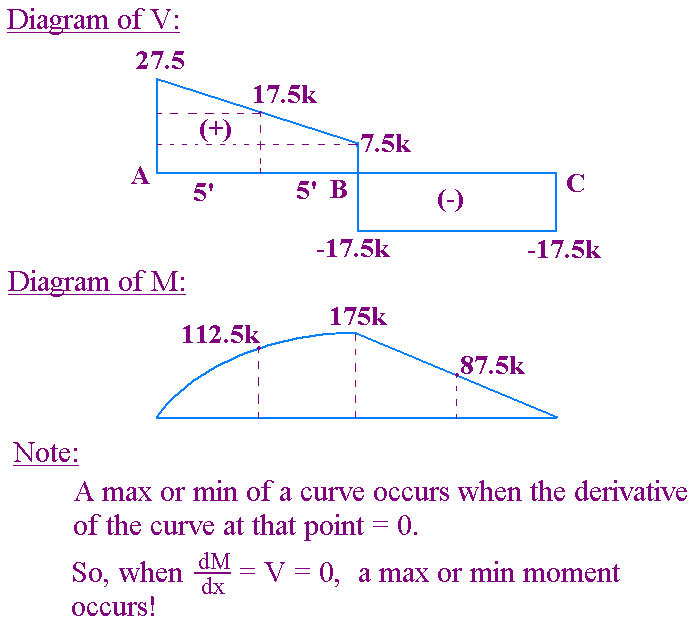 Diagram of V:
27.5
17.5k
(+)
7.5k
A
5'
5'
B
C
(-)
-17.5k
-17.5k
Diagram of M:
175k
112.5k
87.5k
Note:
A max or min of a curve occurs when the derivative
of the curve at that point = 0.
So, when dM/dx = V = 0, a max or min moment
occurs!